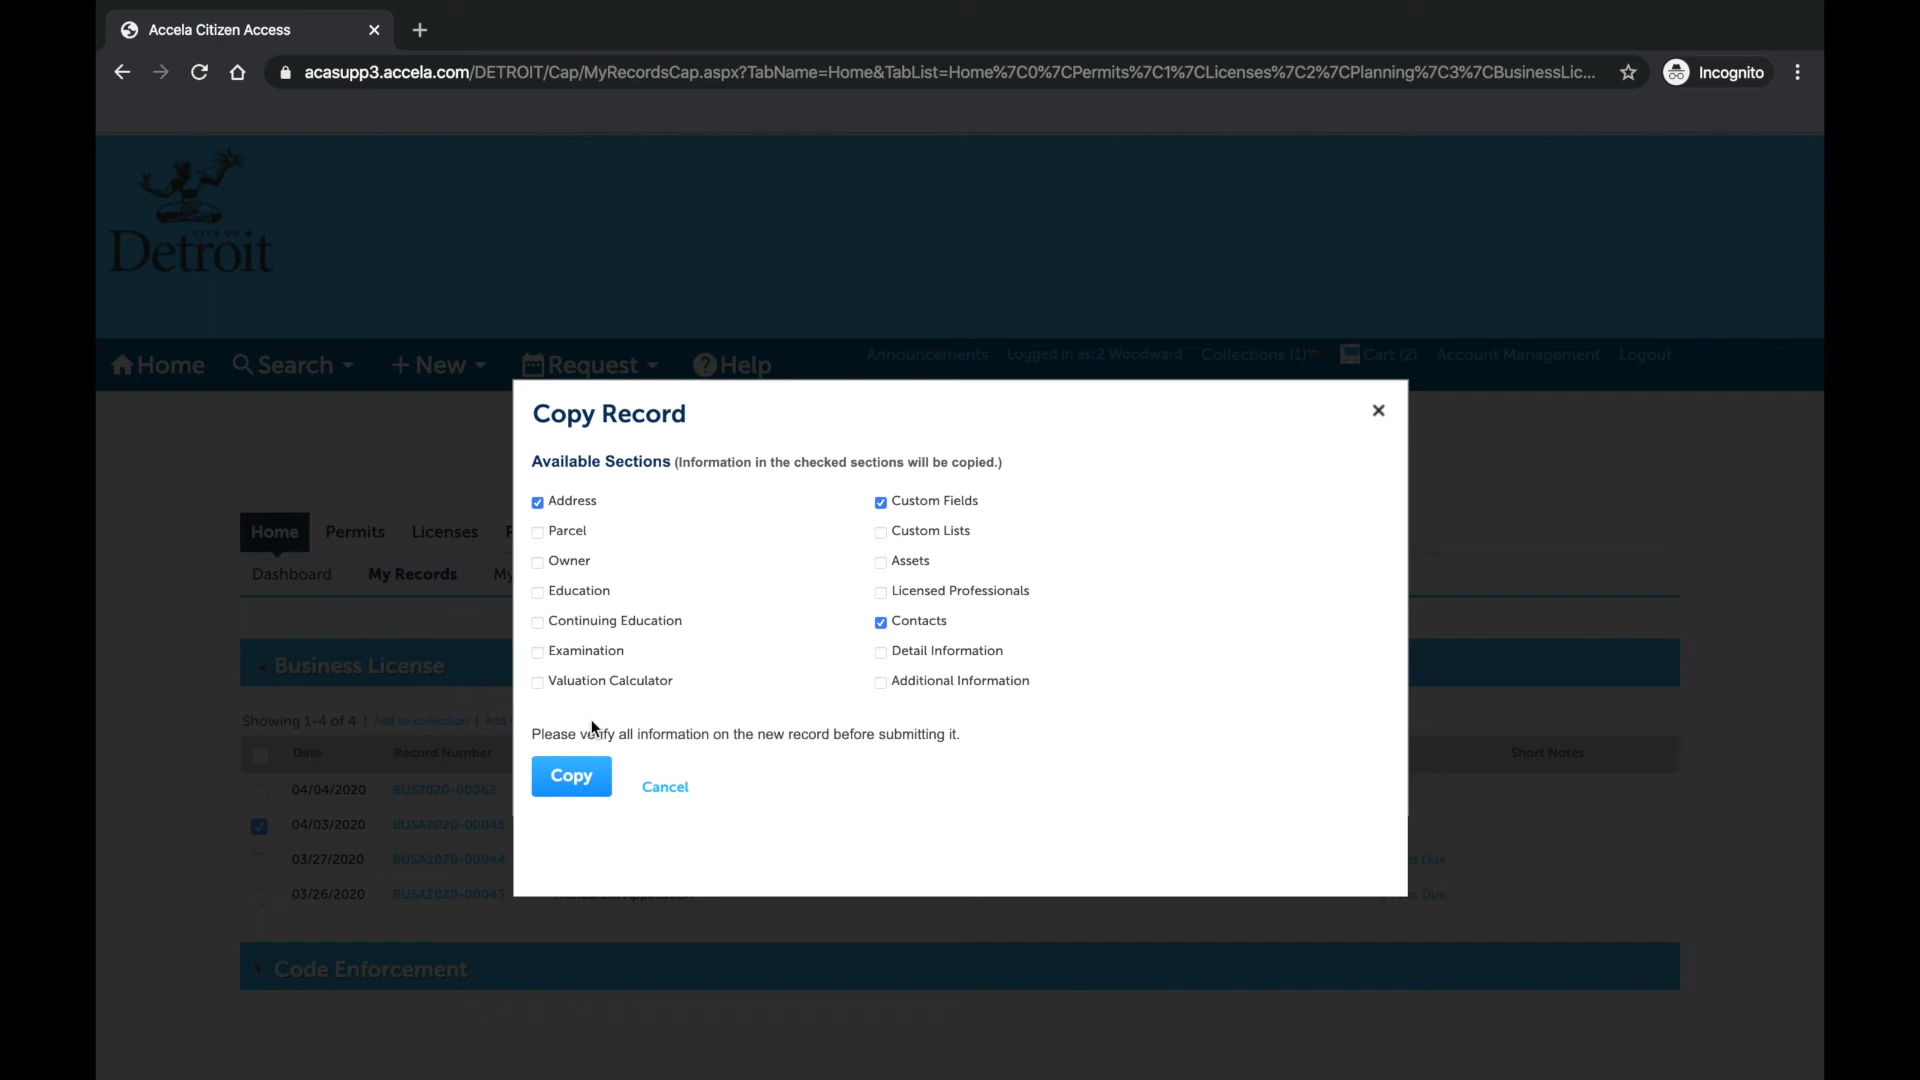 Accela Citizen Access
acasupp3.accela.com/DETROIT/Cap/MyRecordsCap.aspx?TabName=Home&TabList=Home%7C0%7CPermits%7C1%7CLicenses%7C2%7CPlanning%7C3%7CBusinessLic...
Incognito
CITY OF
Detroit
Home Search New Request Help
Announcements Logged in as:2 Woodward Collections (1) Cart (2) Account Management Logout
Copy Record
Available Sections (Information in the checked sections will be copied.)
Address Custom Fields
Parcel Custom Lists
Owner Assets
Education Licensed Professionals
Continuing Education Contacts
Examination Detail Information
Valuation Calculator Additional Information
Please verify all information on the new record before submitting it.
Copy Cancel
Home Permits Licenses
Dashboard My Records My
Business License
Showing 1-4 of 4 | Add to collection | Add
Date Record Number Short Notes
04/04/2020 BUS2020-00062
04/03/2020 BUSA2020-00045
03/27/2020 BUSA2020-00044 Due
03/26/2020 BUSA2020-00043 Due
Code Enforcement